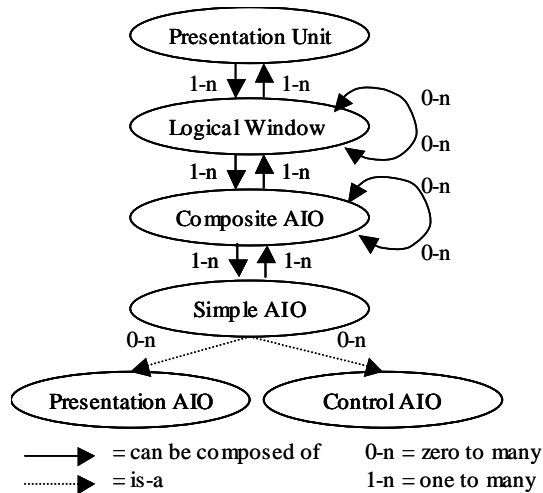 Presentation Unit
1-n 1-n
0-n
Logical Window
0-n
1-n 1-n
0-n
Composite AIO
0-n
1-n 1-n
Simple AIO
0-n 0-n
Presentation AIO Control AIO
= can be composed of 0-n = zero to many
= is-a 1-n = one to many